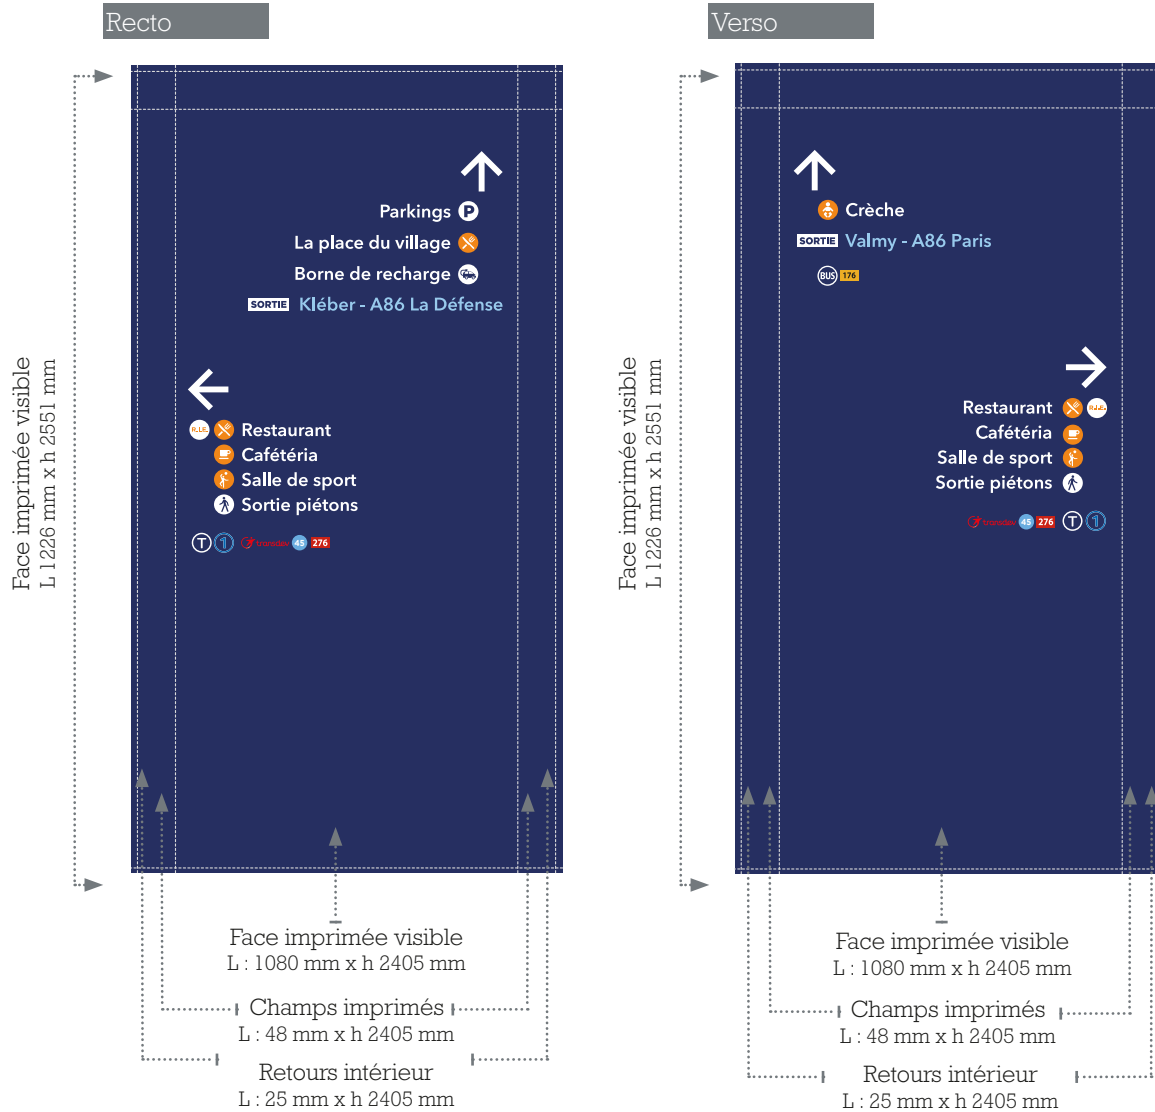 Recto
Face imprimée visible
L 1226 mm x h 2551 mm
Parkings P
La place du village
Borne de recharge
SORTIE Kléber - A86 La Défense
R.I.E. Restaurant
Cafétéria
Salle de sport
Sortie piétons
T 1 transdev 45 276
Face imprimée visible
L : 1080 mm x h 2405 mm
Champs imprimés
L : 48 mm x h 2405 mm
Retours intérieur
L : 25 mm x h 2405 mm
Verso
Face imprimée visible
L 1226 mm x h 2551 mm
Crèche
SORTIE Valmy - A86 Paris
BUS 176
Restaurant R.I.E.
Cafétéria
Salle de sport
Sortie piétons
transdev 45 276 T 1
Face imprimée visible
L : 1080 mm x h 2405 mm
Champs imprimés
L : 48 mm x h 2405 mm
Retours intérieur
L : 25 mm x h 2405 mm